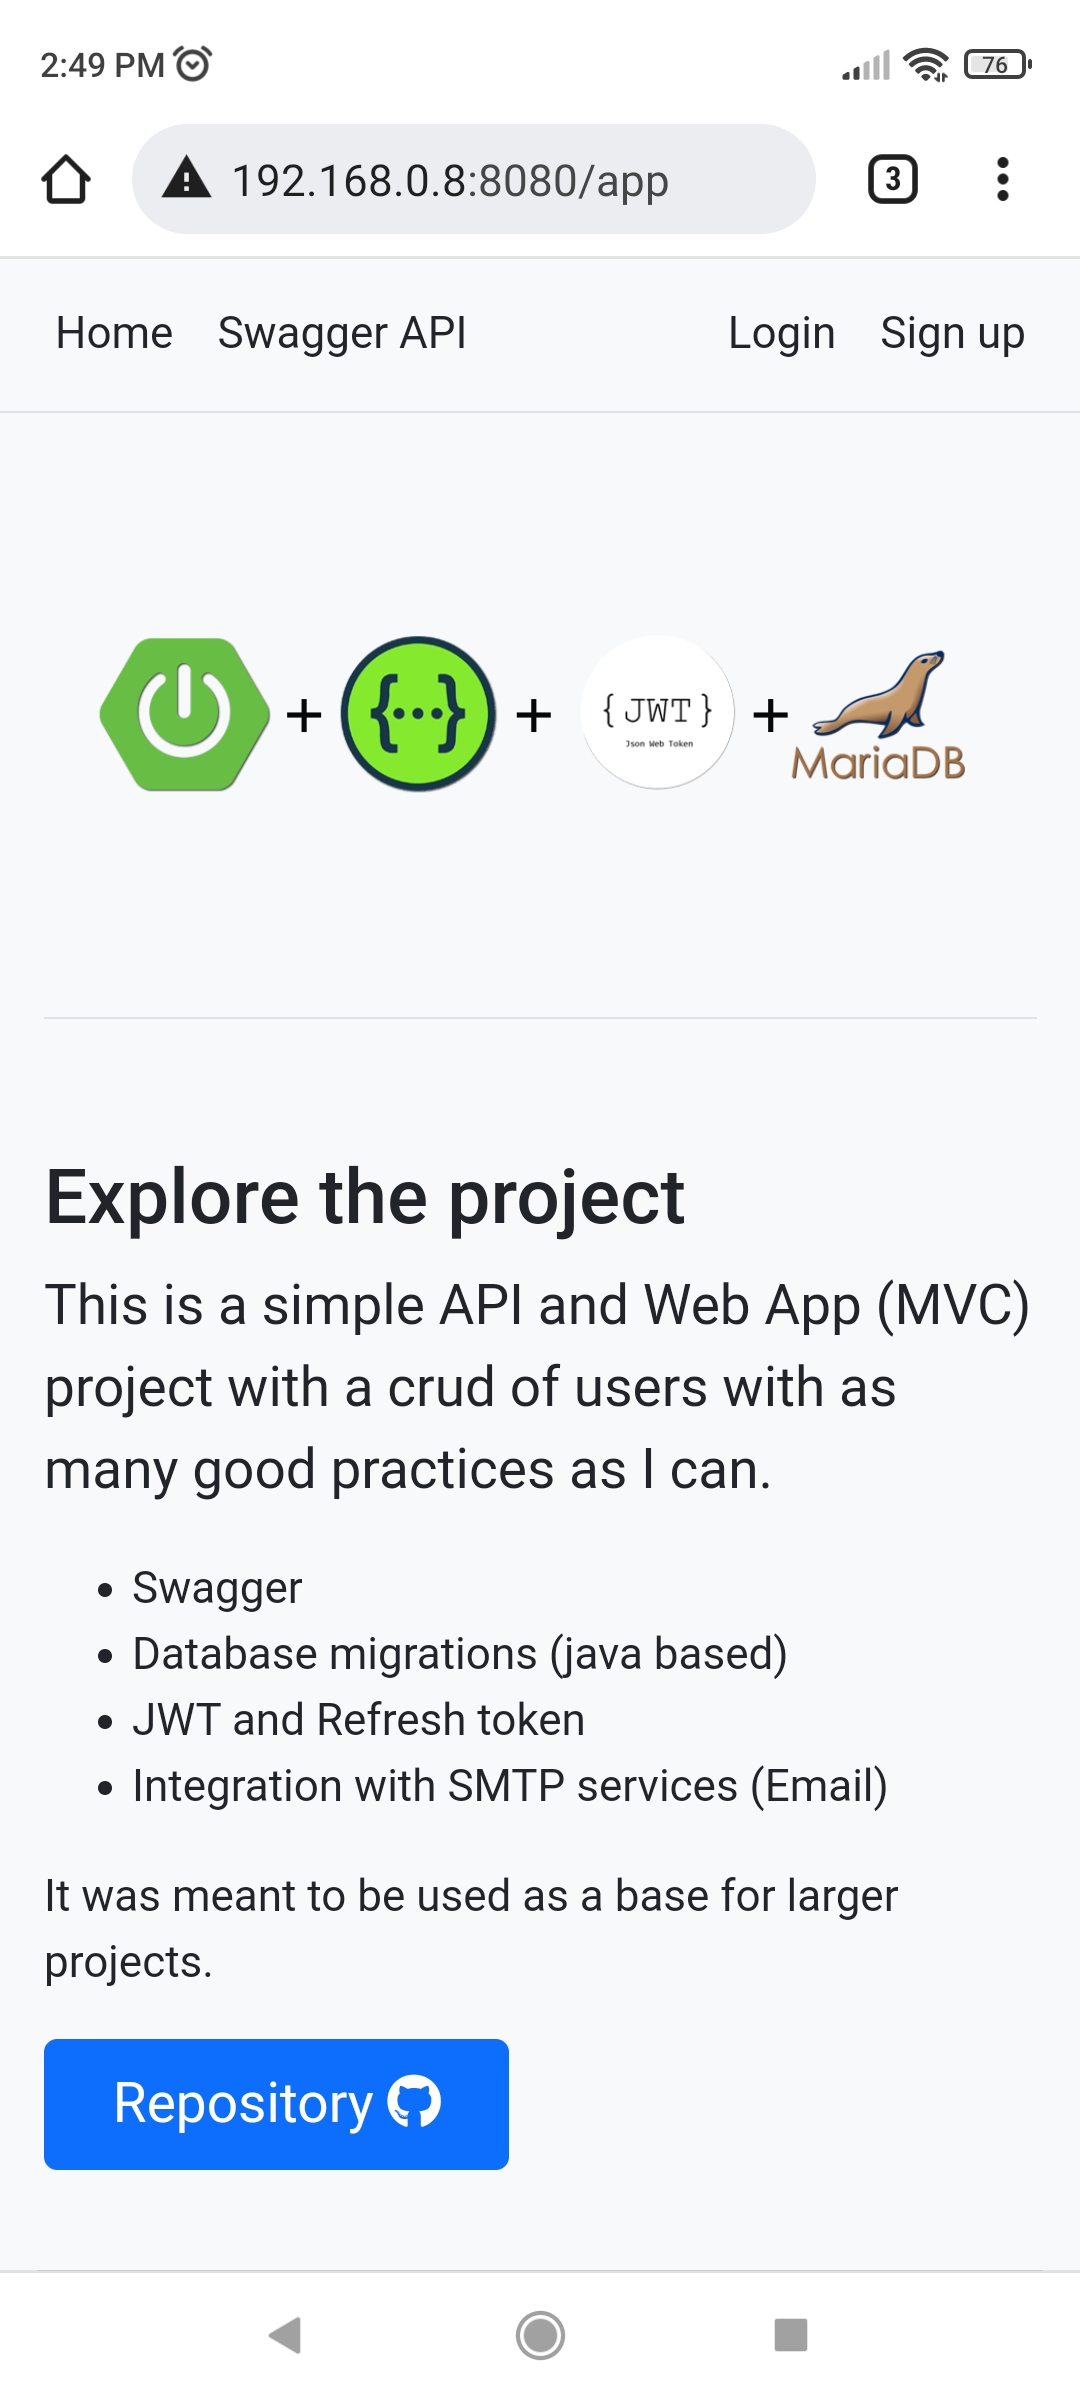 2:49 PM
76
192.168.0.8:8080/app
3
Home Swagger API Login Sign up
+ {···} + { JWT } +
Json Web Token
MariaDB
Explore the project
This is a simple API and Web App (MVC)
project with a crud of users with as
many good practices as I can.
• Swagger
• Database migrations (java based)
• JWT and Refresh token
• Integration with SMTP services (Email)
It was meant to be used as a base for larger
projects.
Repository